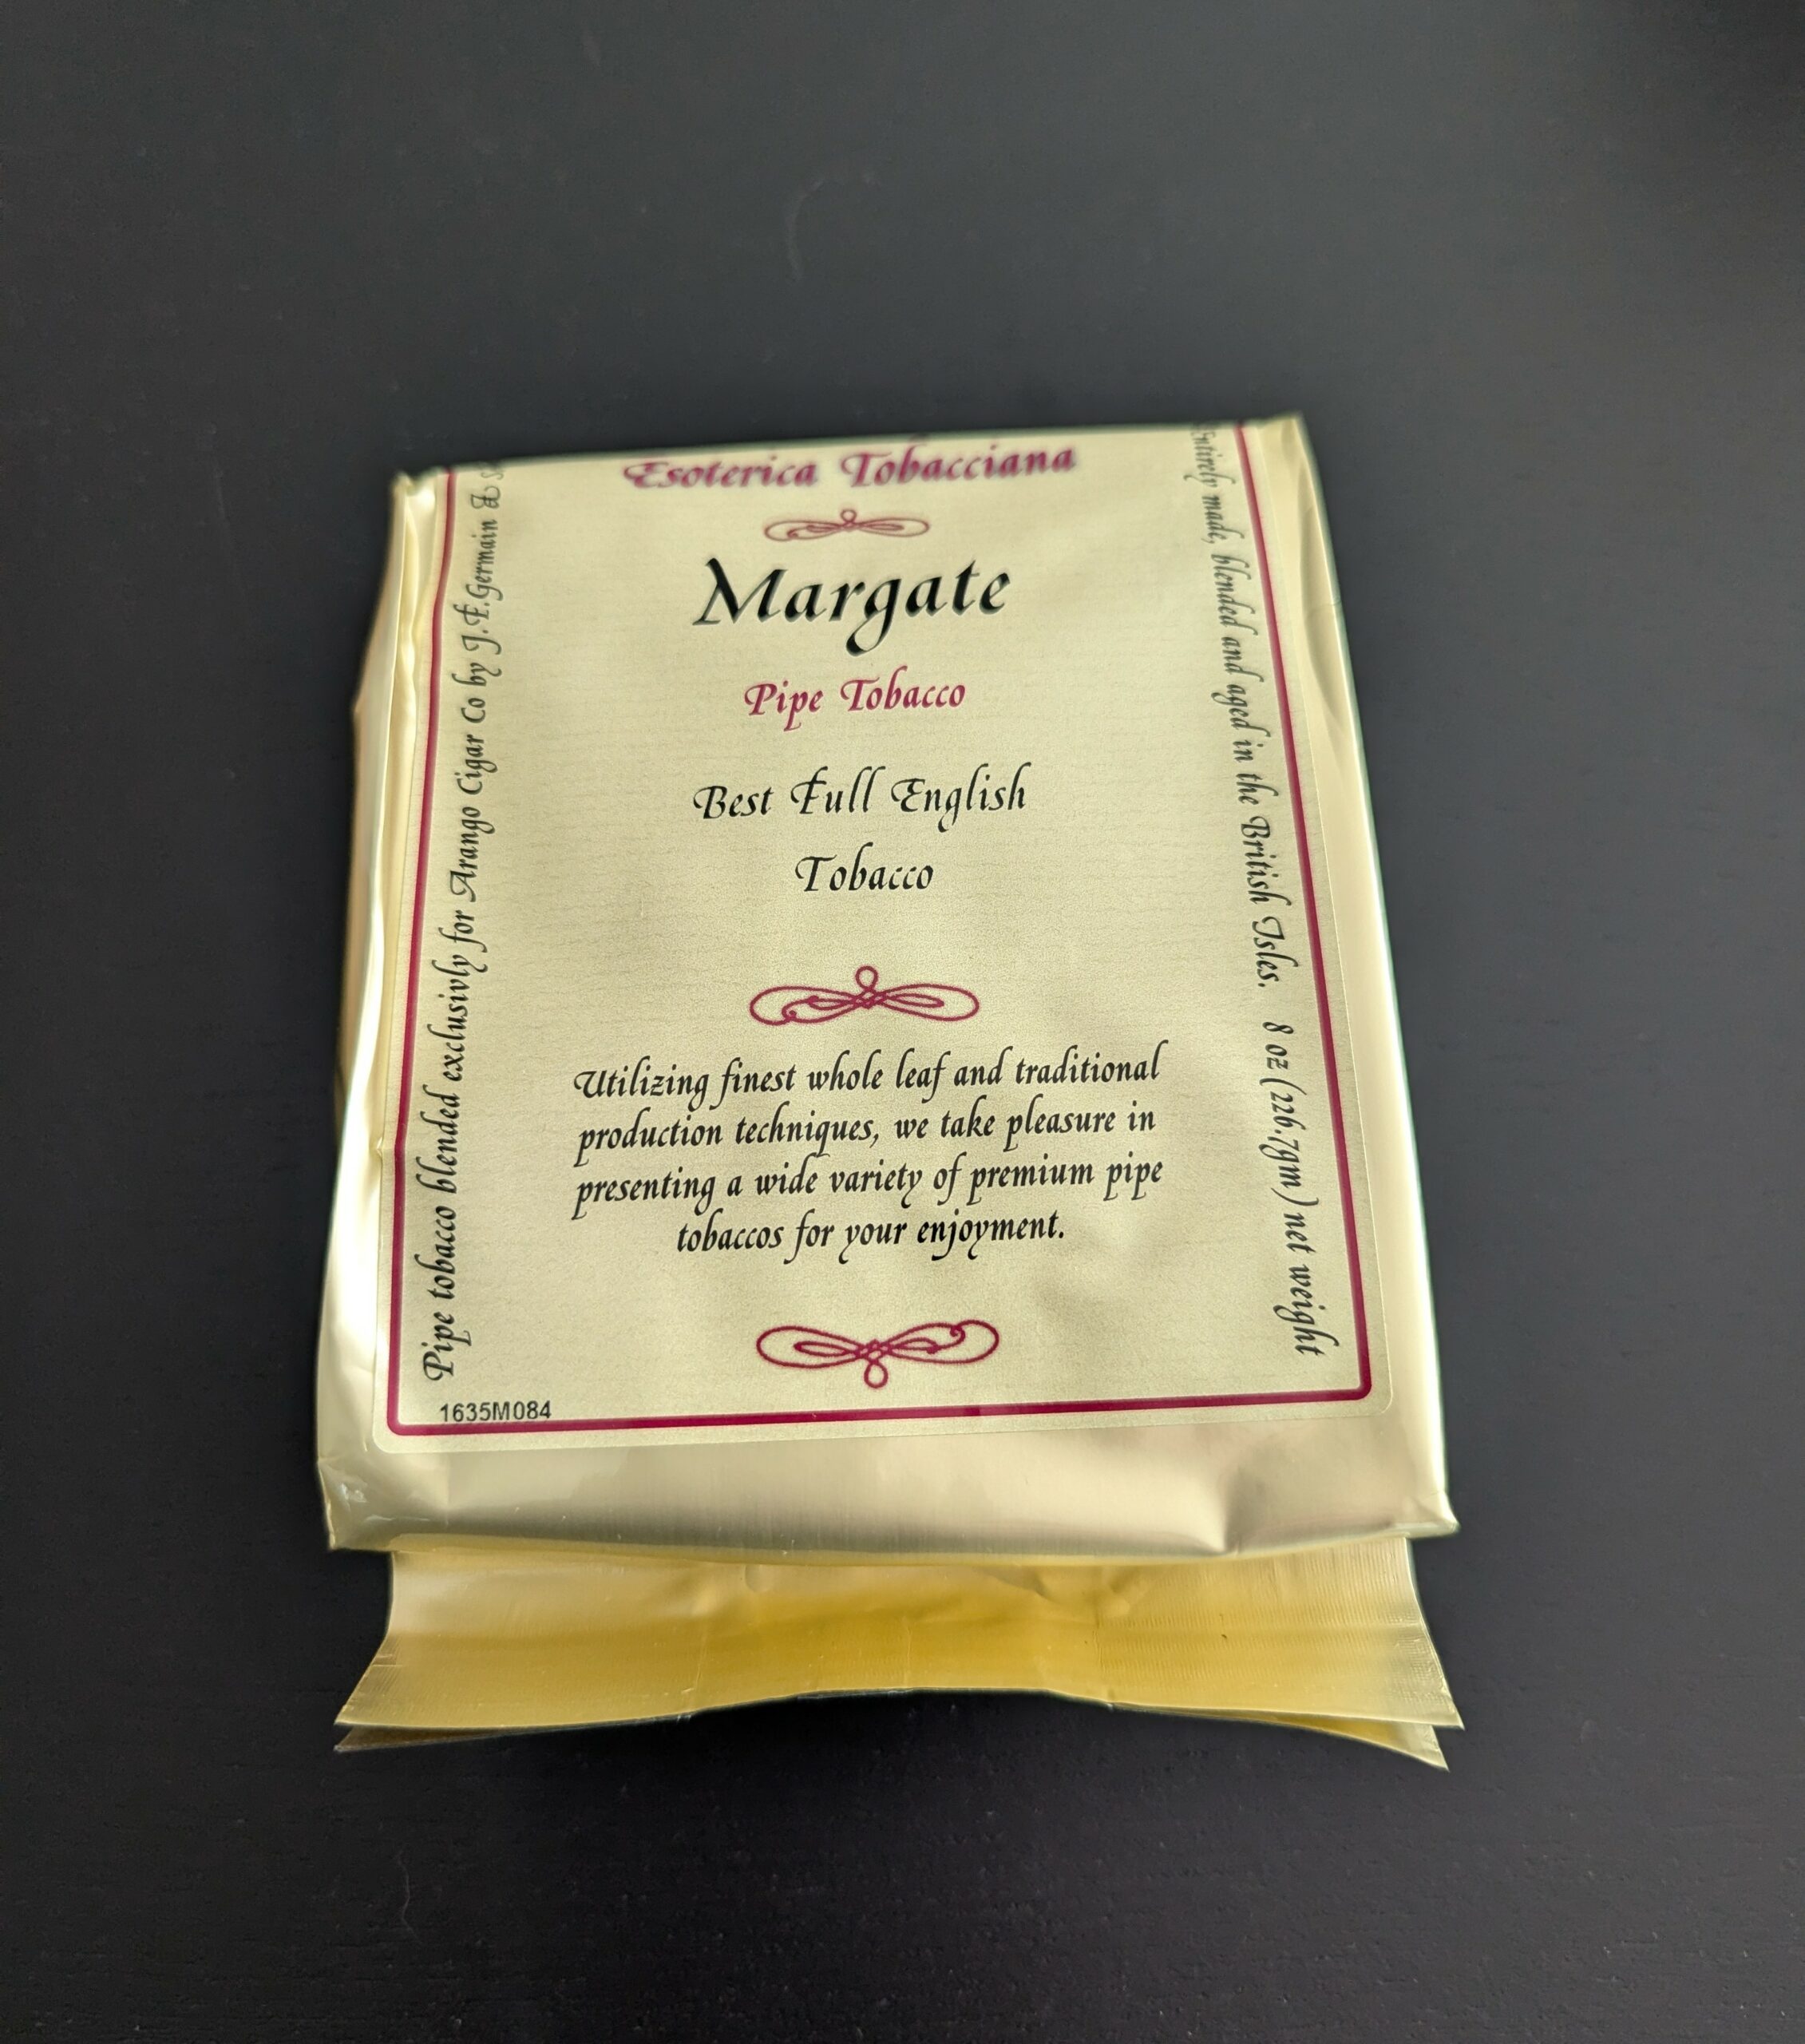 Esoterica Tobacciana
Margate
Pipe Tobacco
Best Full English
Tobacco
Utilizing finest whole leaf and traditional
production techniques, we take pleasure in
presenting a wide variety of premium pipe
tobaccos for your enjoyment.
Pipe tobacco blended exclusivly for Arango Cigar Co by J.F.Germain &
Entirely made, blended and aged in the British Isles. 8 oz (226.7gm) net weight
1635M084